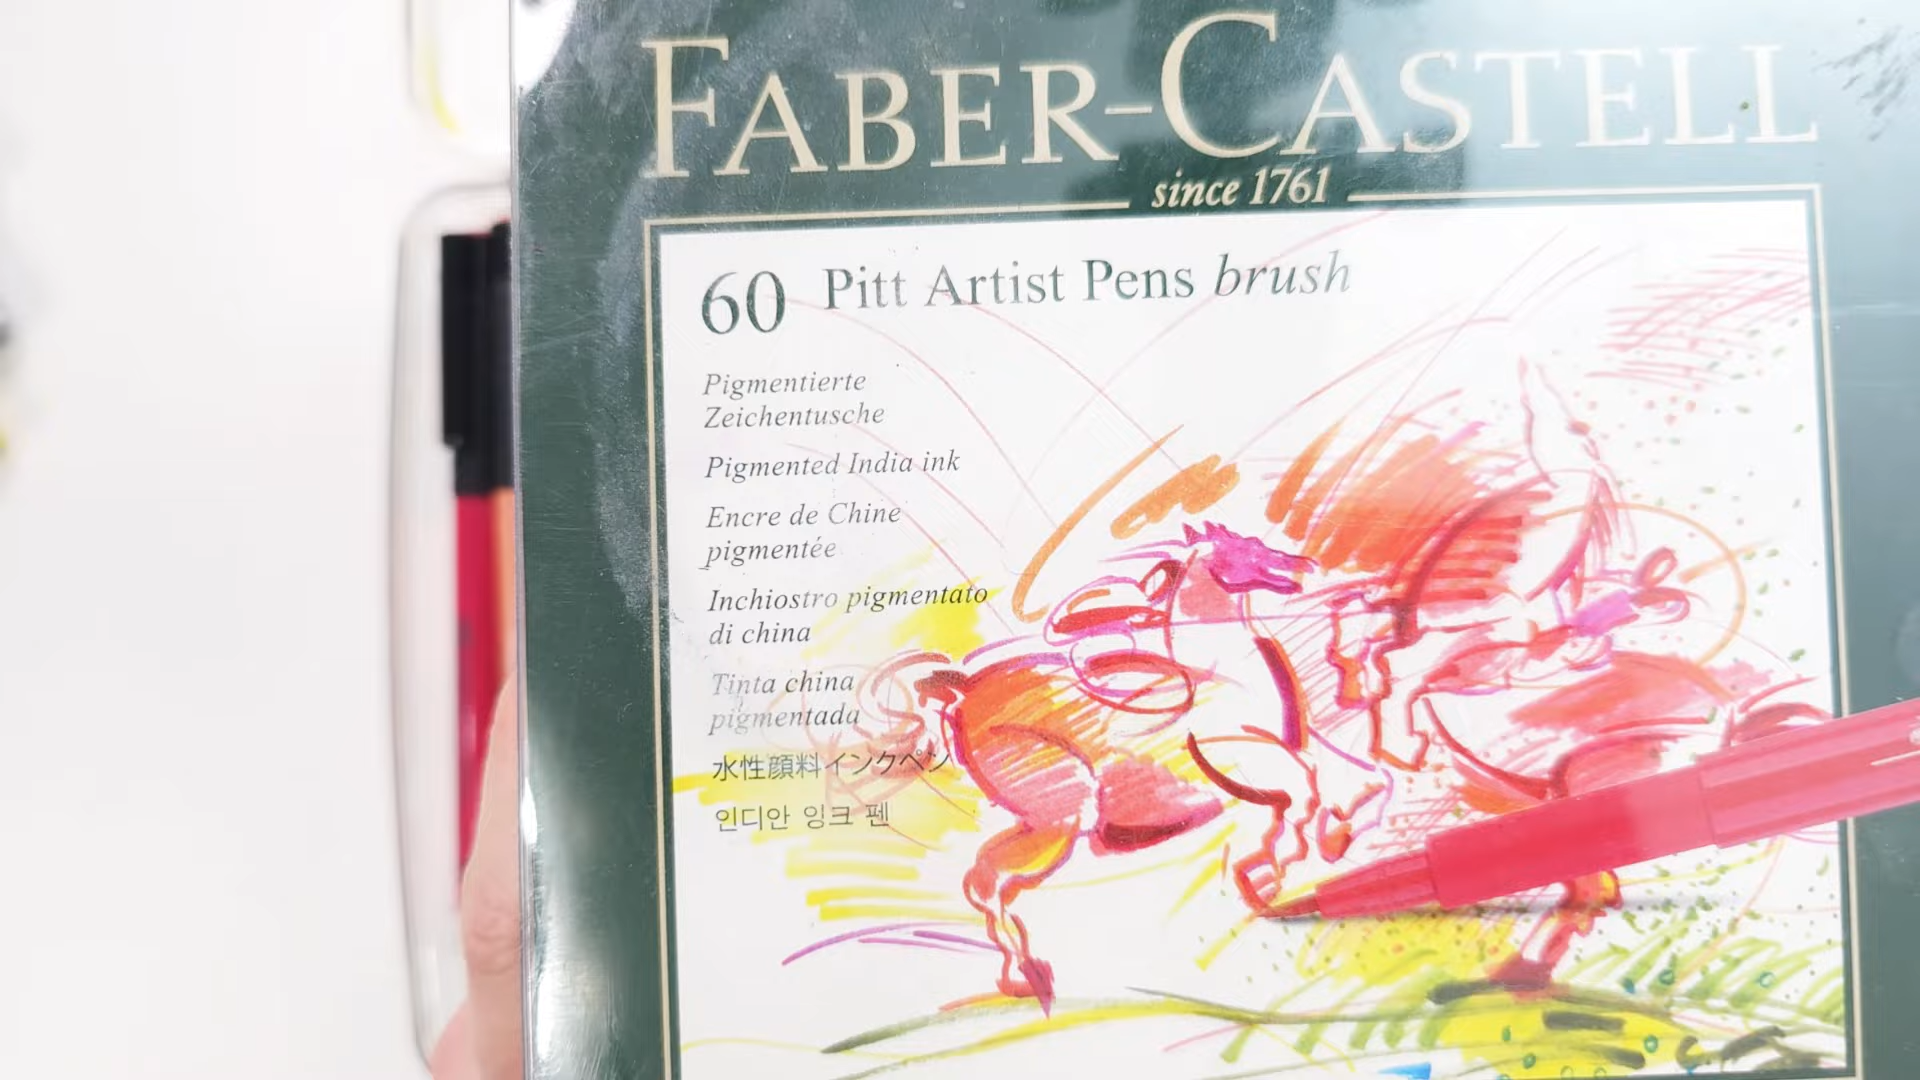 FABER-CASTELL
since 1761
60 Pitt Artist Pens brush
Pigmentierte
Zeichentusche
Pigmented India ink
Encre de Chine
pigmentée
Inchiostro pigmentato
di china
Tinta china
pigmentada
水性顔料インクペン
인디안 잉크 펜